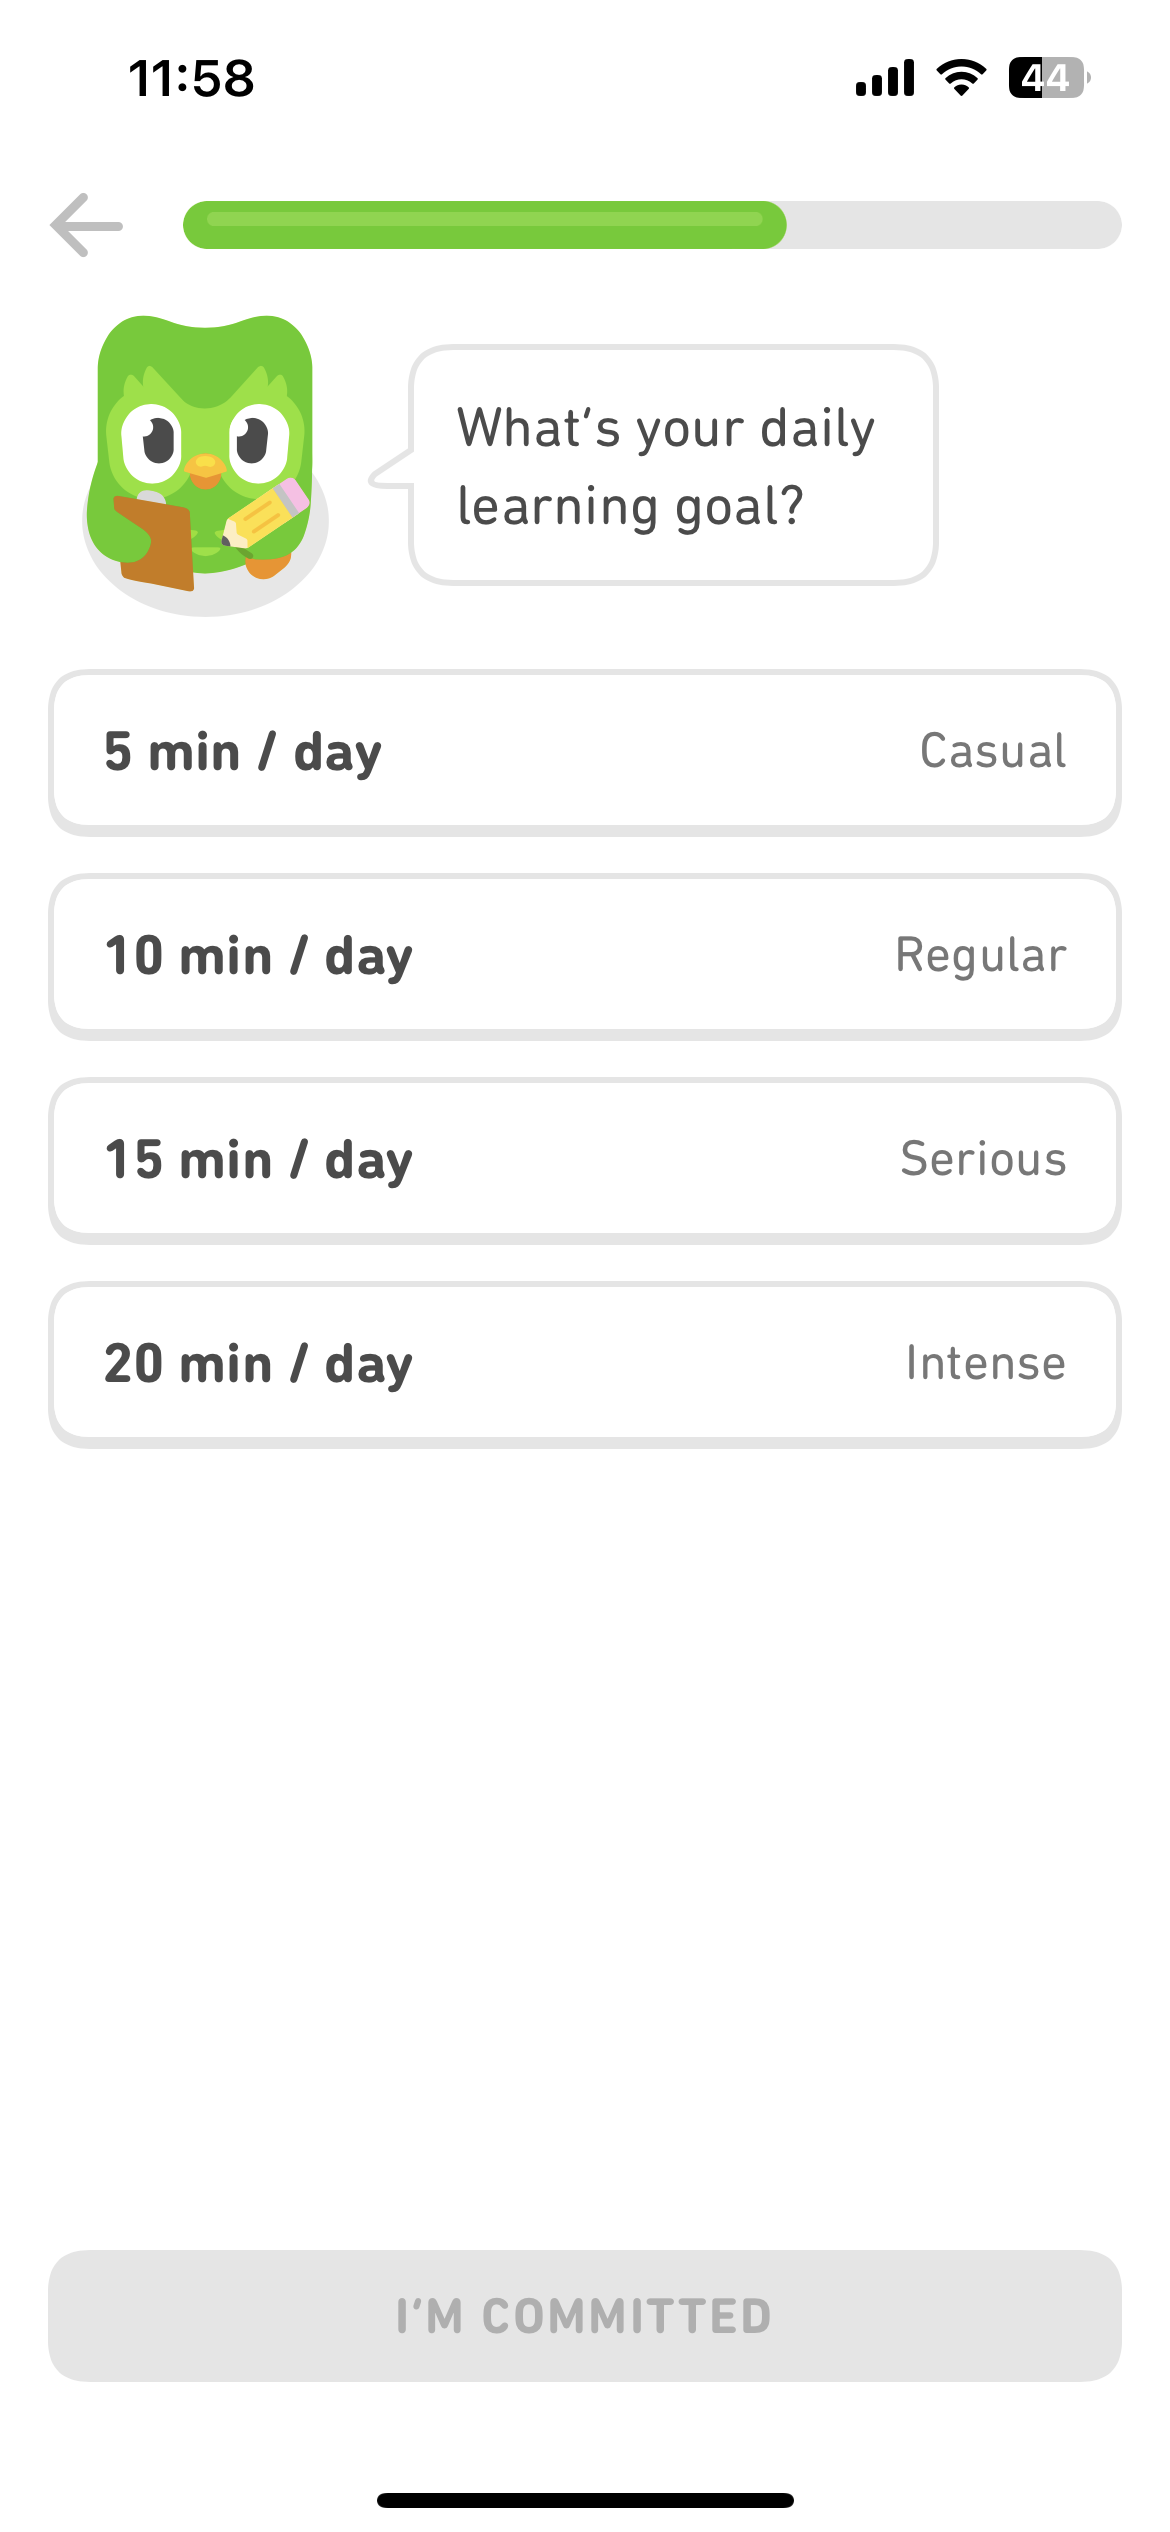 11:58
44
What's your daily
learning goal?
5 min / day Casual
10 min / day Regular
15 min / day Serious
20 min / day Intense
I'M COMMITTED